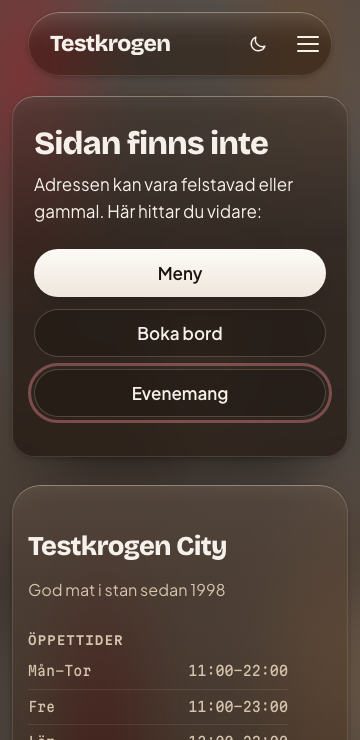 Testkrogen
Sidan finns inte
Adressen kan vara felstavad eller
gammal. Här hittar du vidare:
Meny
Boka bord
Evenemang
Testkrogen City
God mat i stan sedan 1998
ÖPPETTIDER
Mån–Tor 11:00–22:00
Fre 11:00–23:00